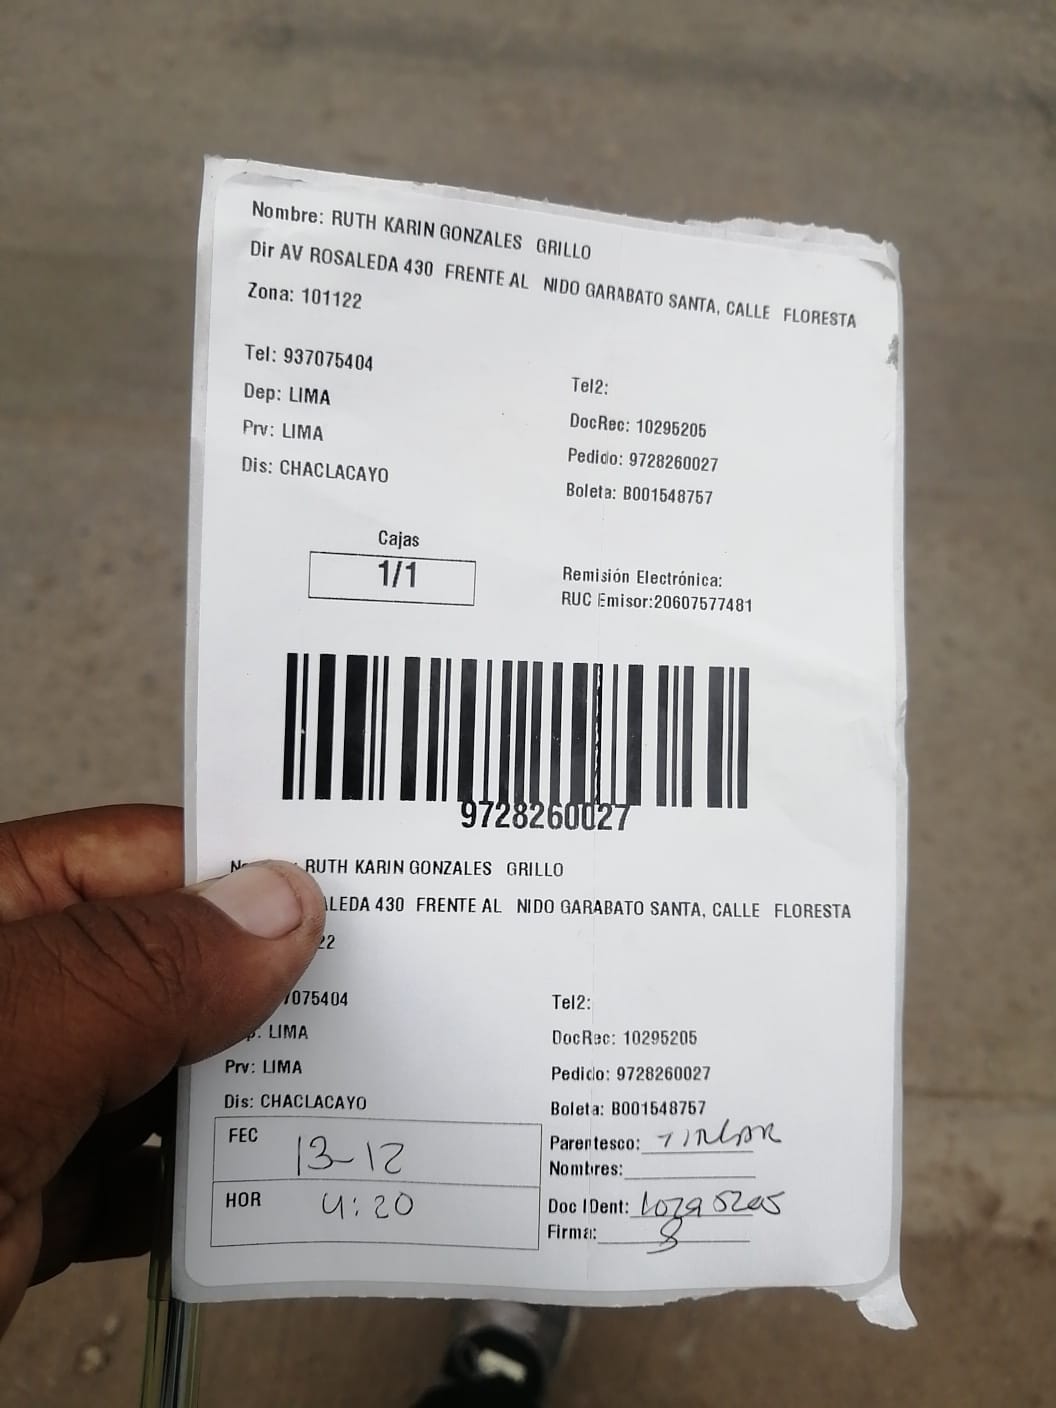 Nombre: RUTH KARIN GONZALES GRILLO
Dir AV ROSALEDA 430 FRENTE AL NIDO GARABATO SANTA, CALLE FLORESTA
Zona: 101122
Tel: 937075404
Tel2:
Dep: LIMA
DocRec: 10295205
Prv: LIMA
Pedido: 9728260027
Dis: CHACLACAYO
Boleta: B001548757
Cajas
1/1
Remisión Electrónica:
RUC Emisor:20607577481
9728260027
RUTH KARIN GONZALES GRILLO
ALEDA 430 FRENTE AL NIDO GARABATO SANTA, CALLE FLORESTA
22
7075404
Tel2:
LIMA
DocRec: 10295205
Prv: LIMA
Pedido: 9728260027
Dis: CHACLACAYO
Boleta: B001548757
FEC 13-12
Parentesco: TITULAR
Nombres:
HOR 4:20
Doc IDent: 10295205
Firma: